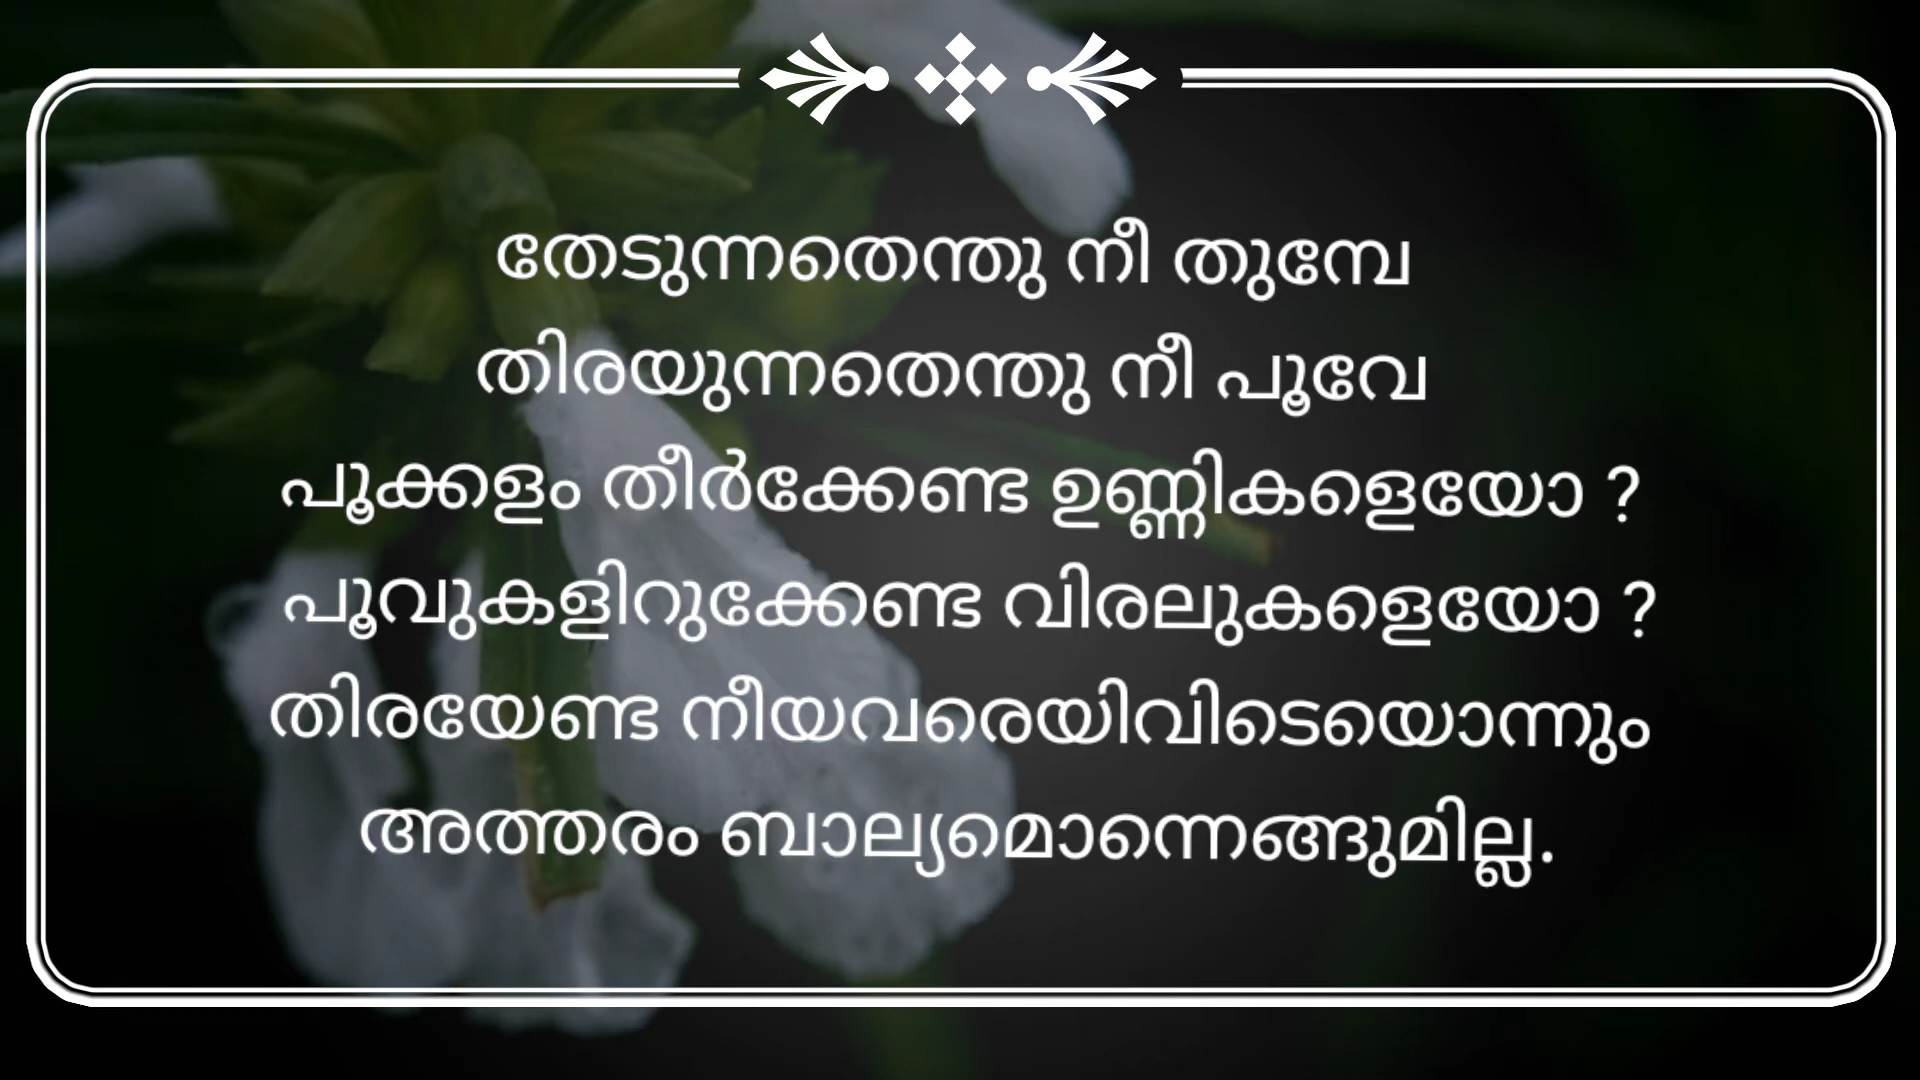 തേടുന്നതെന്തു നീ തുമ്പേ
തിരയുന്നതെന്തു നീ പൂവേ
പൂക്കളം തീർക്കേണ്ട ഉണ്ണികളെയോ ?
പൂവുകളിറുക്കേണ്ട വിരലുകളെയോ ?
തിരയേണ്ട നീയവരെയിവിടെയൊന്നും
അത്തരം ബാല്യമൊന്നെങ്ങുമില്ല.